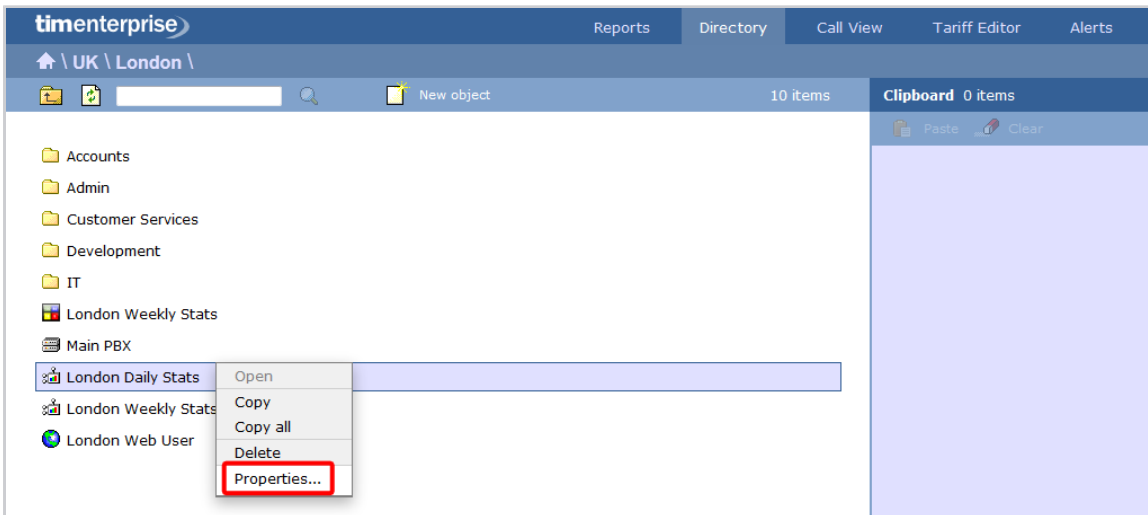 timenterprise
Reports Directory Call View Tariff Editor Alerts
\ UK \ London \
New object 10 items Clipboard 0 items
Paste Clear
Accounts
Admin
Customer Services
Development
IT
London Weekly Stats
Main PBX
London Daily Stats Open
Copy
London Weekly Stats
Copy all
London Web User
Delete
Properties...